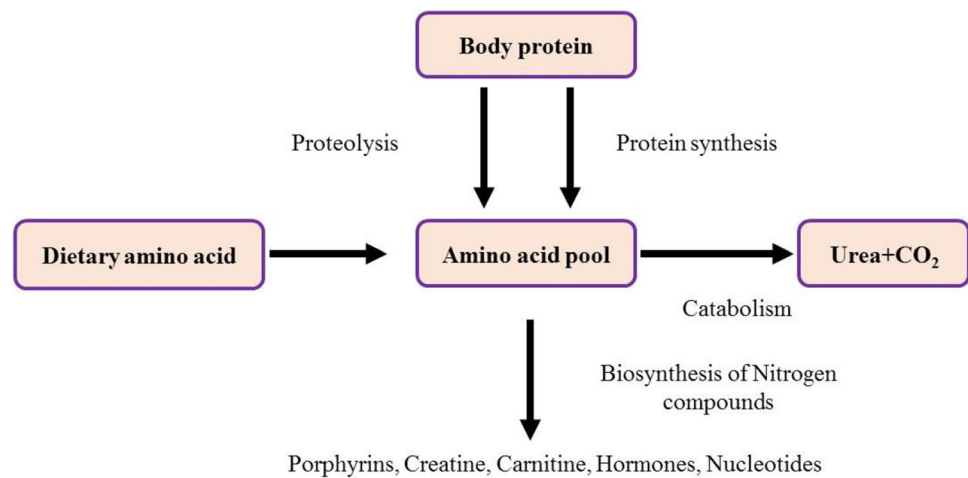 Body protein
Proteolysis
Protein synthesis
Dietary amino acid
Amino acid pool
Urea+CO₂
Catabolism
Biosynthesis of Nitrogen
compounds
Porphyrins, Creatine, Carnitine, Hormones, Nucleotides